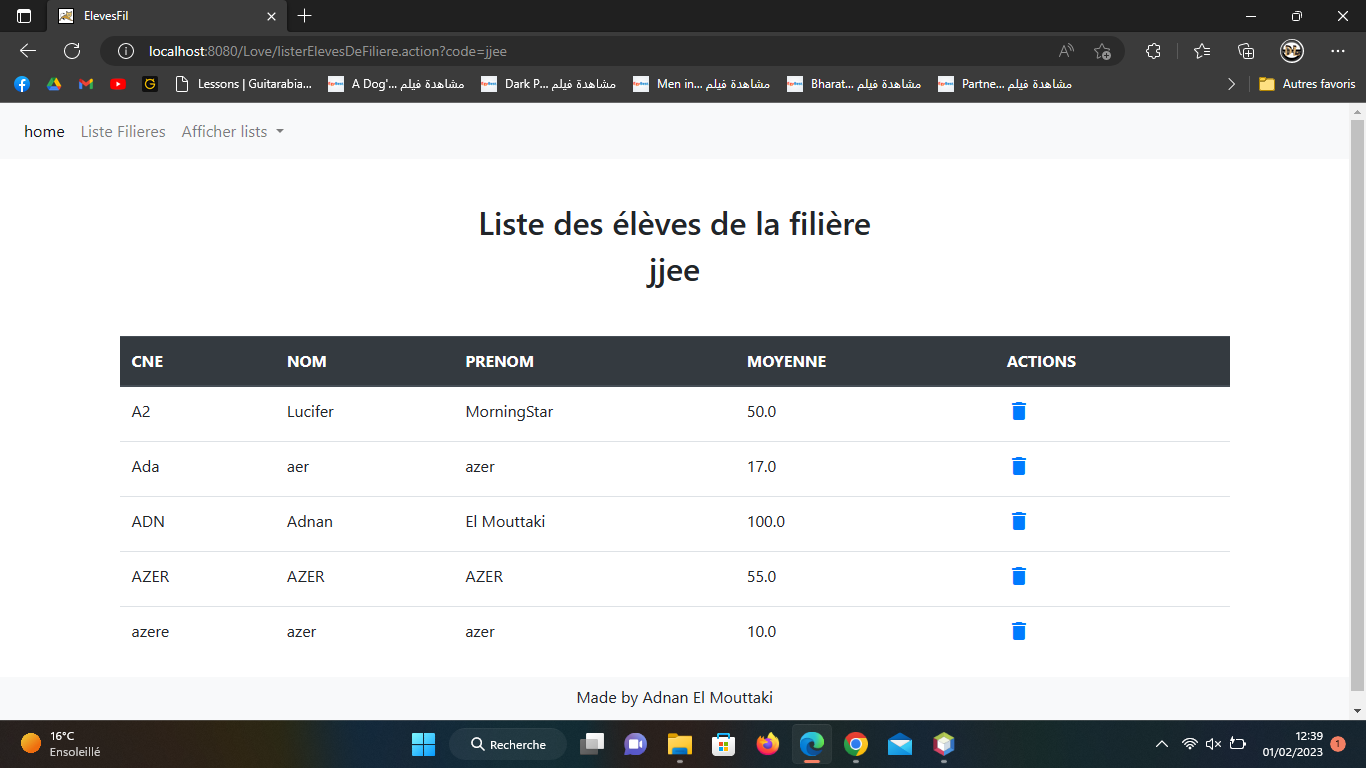 ElevesFil
localhost:8080/Love/listerElevesDeFiliere.action?code=jjee
Lessons | Guitarabia...
مشاهدة فيلم ...A Dog'
مشاهدة فيلم ...Dark P
مشاهدة فيلم ...Men in
مشاهدة فيلم ...Bharat
مشاهدة فيلم ...Partne
Autres favoris
home Liste Filieres Afficher lists
Liste des élèves de la filière
jjee
CNE NOM PRENOM MOYENNE ACTIONS
A2 Lucifer MorningStar 50.0
Ada aer azer 17.0
ADN Adnan El Mouttaki 100.0
AZER AZER AZER 55.0
azere azer azer 10.0
Made by Adnan El Mouttaki
16°C
Ensoleillé
Recherche
12:39
01/02/2023
1